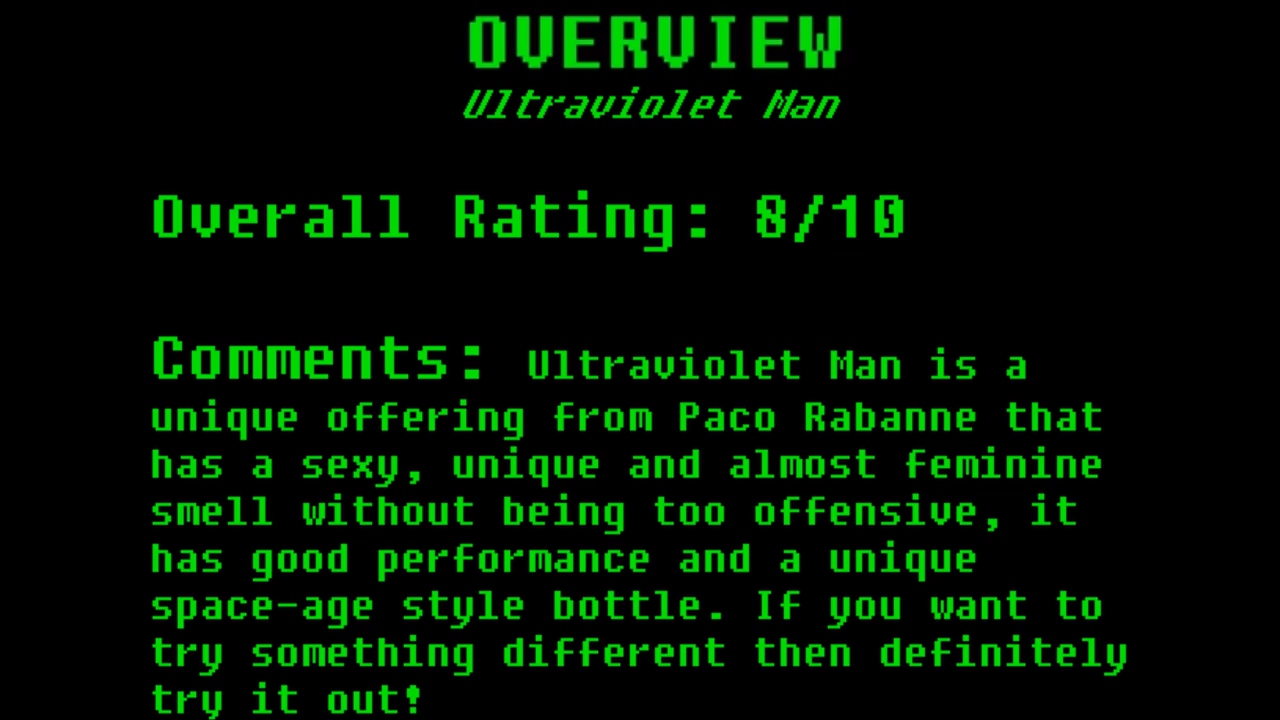 OVERVIEW
Ultraviolet Man
Overall Rating: 8/10
Comments: Ultraviolet Man is a
unique offering from Paco Rabanne that
has a sexy, unique and almost feminine
smell without being too offensive, it
has good performance and a unique
space-age style bottle. If you want to
try something different then definitely
try it out!